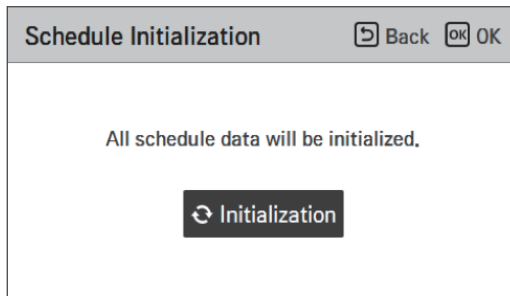 Schedule Initialization Back OK OK
All schedule data will be initialized.
Initialization